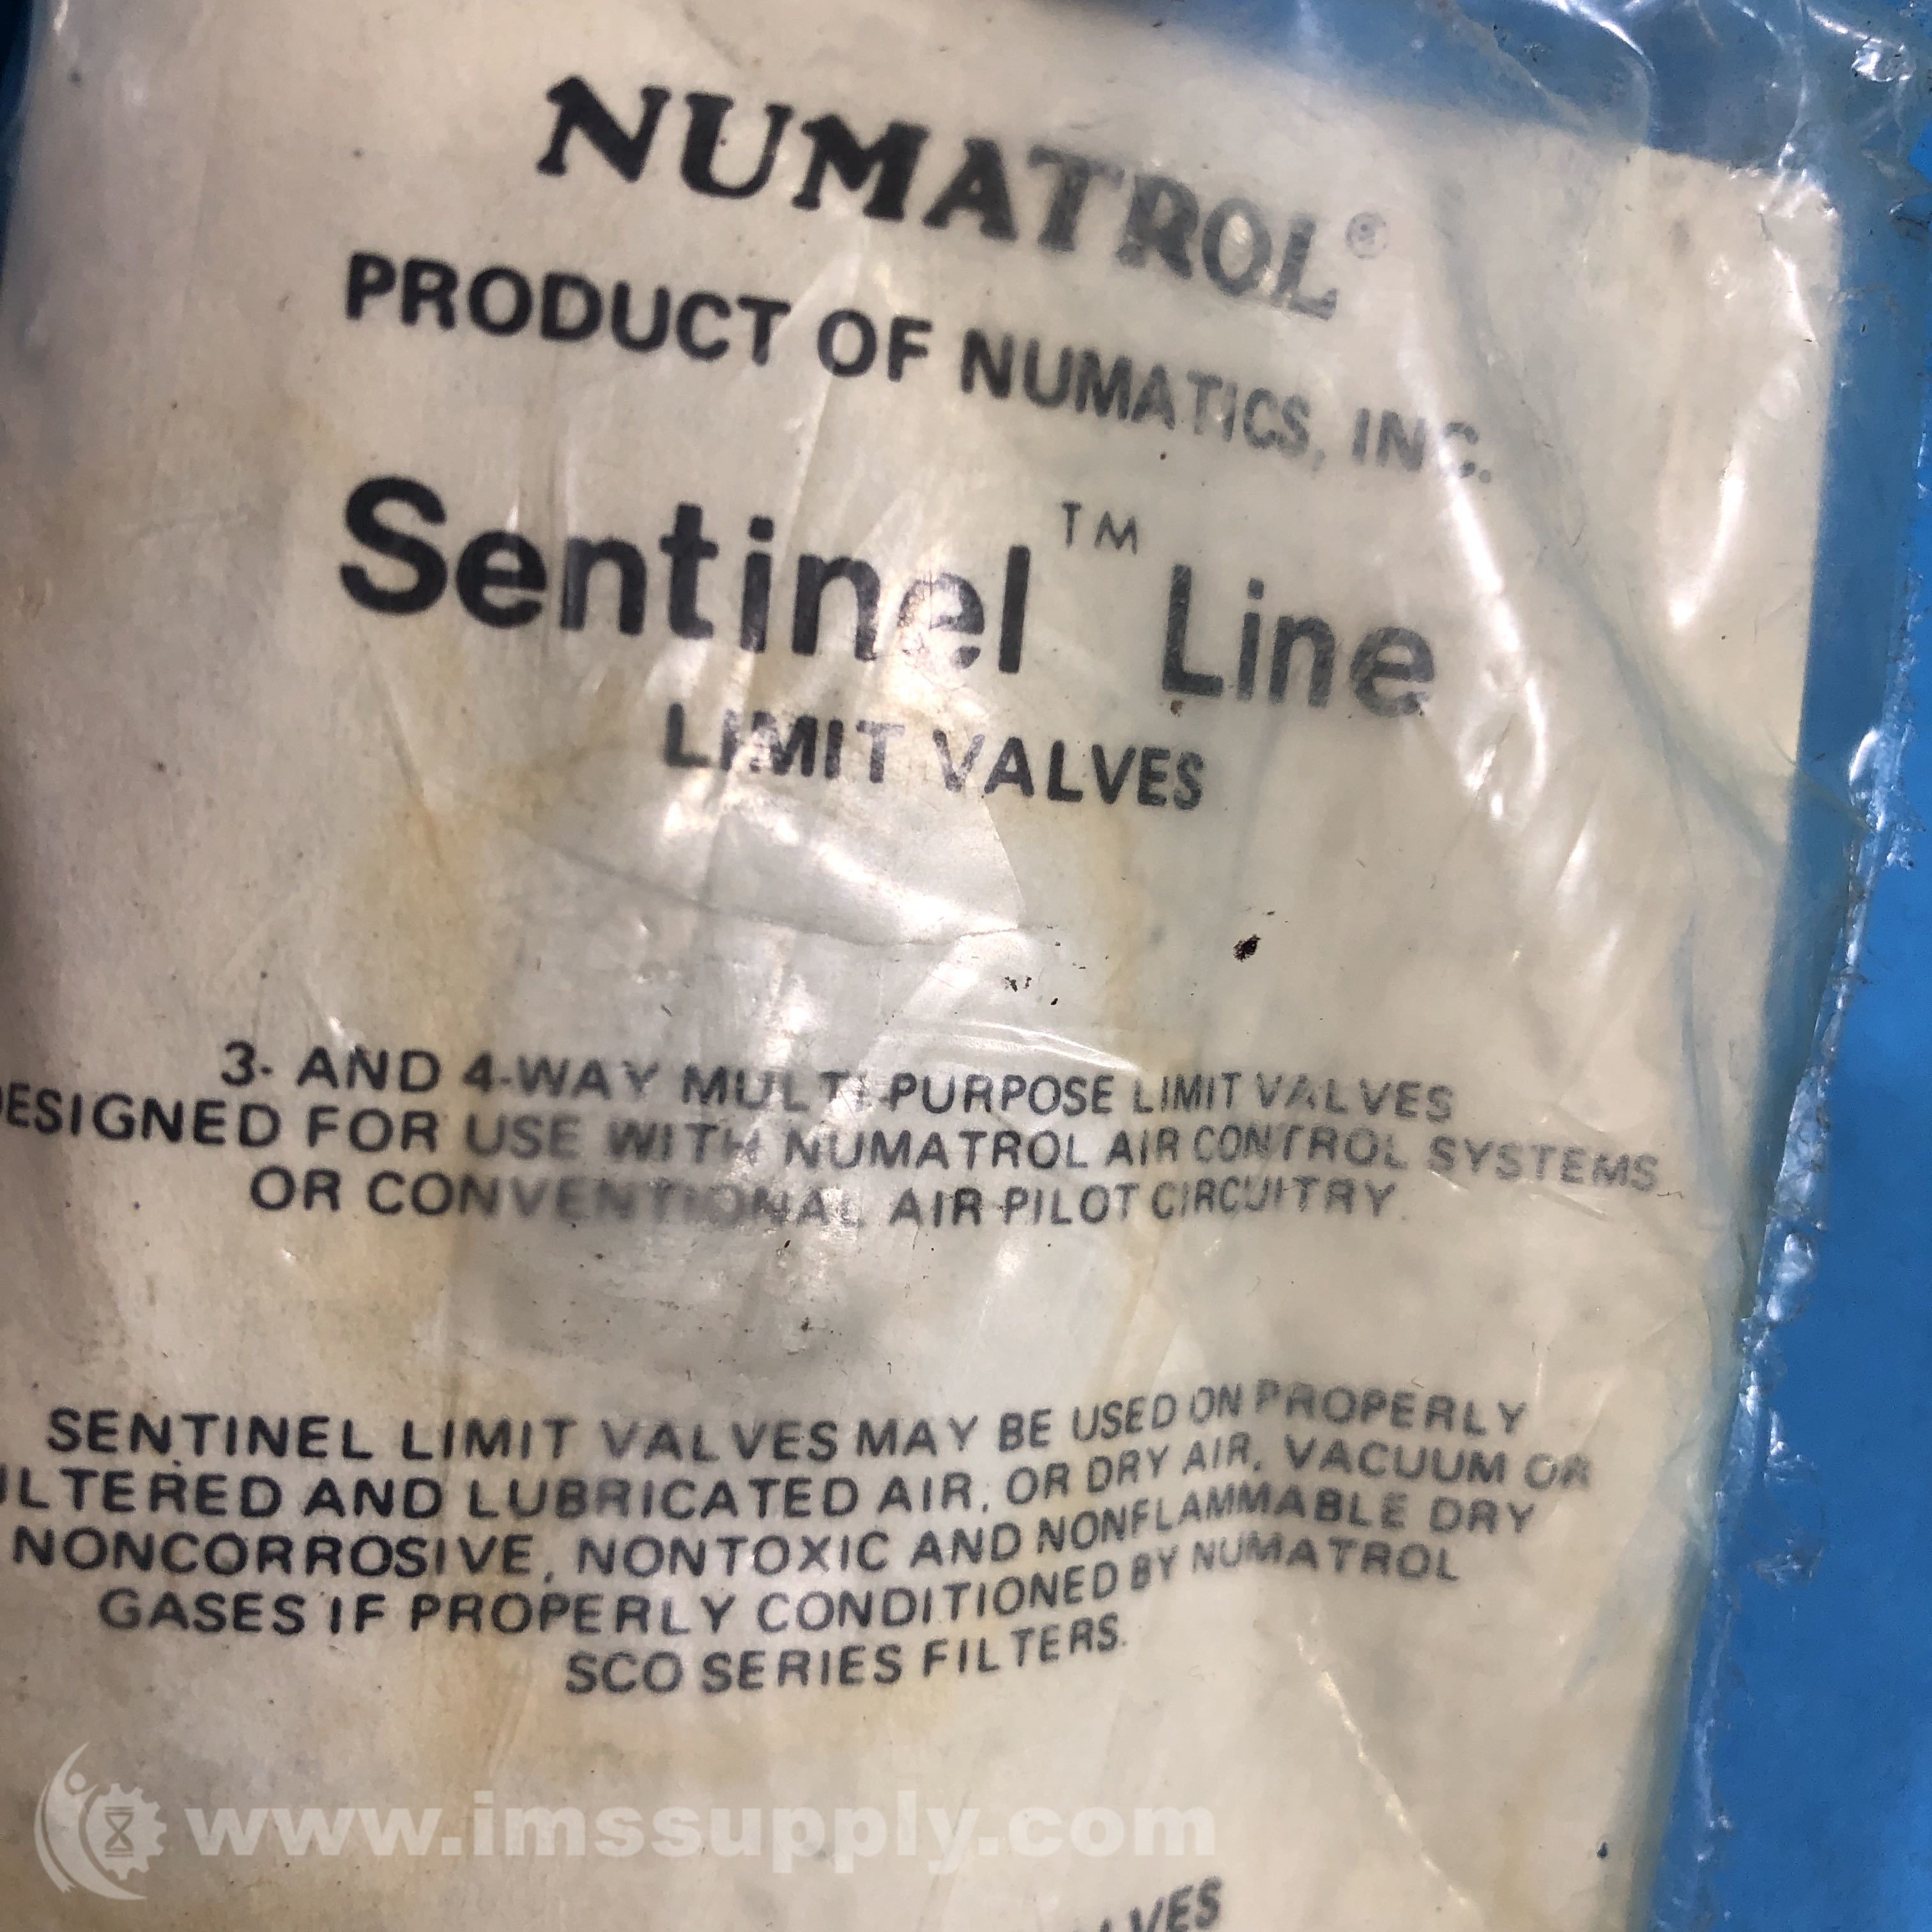 NUMATROL®
PRODUCT OF NUMATICS, INC.
Sentinel™ Line
LIMIT VALVES
3- AND 4-WAY MULTI-PURPOSE LIMIT VALVES
DESIGNED FOR USE WITH NUMATROL AIR CONTROL SYSTEMS
OR CONVENTIONAL AIR PILOT CIRCUITRY.
SENTINEL LIMIT VALVES MAY BE USED ON PROPERLY
ILTERED AND LUBRICATED AIR, OR DRY AIR, VACUUM OR
NONCORROSIVE, NONTOXIC AND NONFLAMMABLE DRY
GASES IF PROPERLY CONDITIONED BY NUMATROL
SCO SERIES FILTERS.
www.imssupply.com